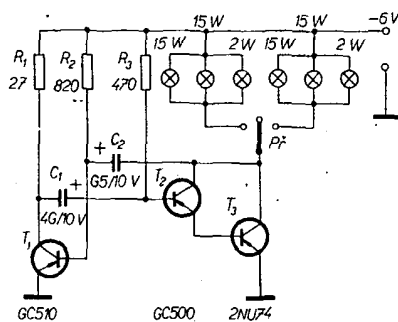 15 W 15 W -6V
15 W 2 W 15 W 2 W
R1 R2 R3
27 820 470
Př
+ C2
C1 + G5/10 V T2
4G/10 V T3
T1
GC510 GC500 2NU74